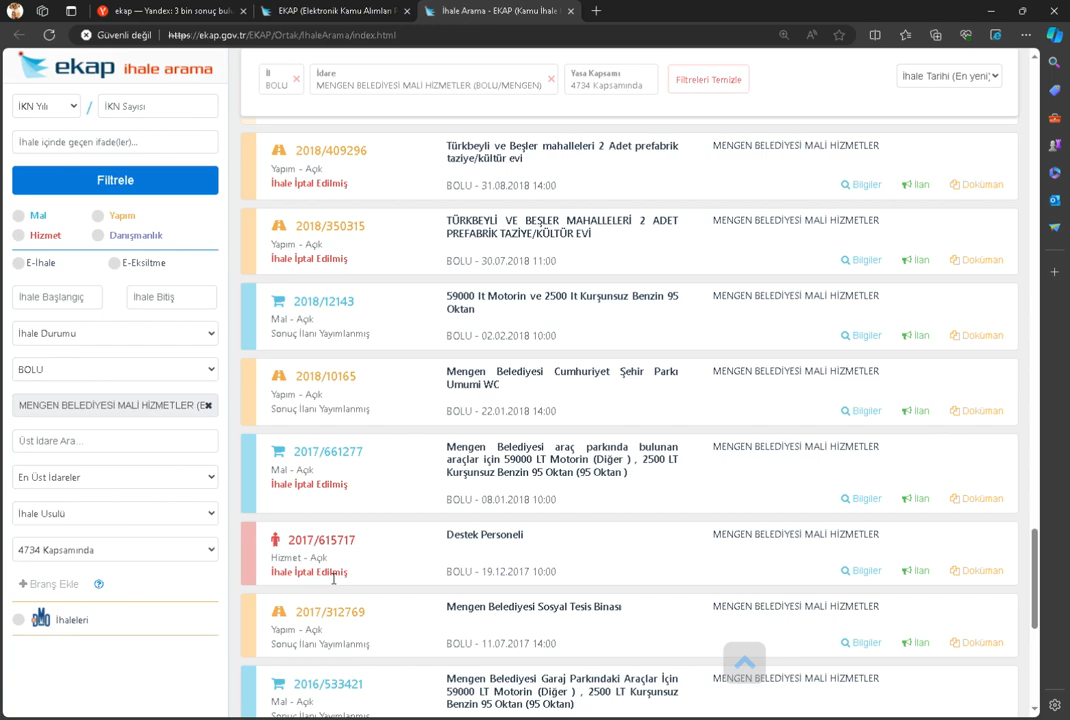 ekap — Yandex: 3 bin sonuç bulu
EKAP (Elektronik Kamu Alımları P
İhale Arama - EKAP (Kamu İhale
Güvenli değil
https://ekap.gov.tr/EKAP/Ortak/IhaleArama/index.html
ekap ihale arama
İKN Yılı
/
İKN Sayısı
İhale içinde geçen ifade(ler)...
Filtrele
Mal
Yapım
Hizmet
Danışmanlık
E-İhale
E-Eksiltme
İhale Başlangıç
İhale Bitiş
İhale Durumu
BOLU
MENGEN BELEDİYESİ MALİ HİZMETLER (E
Üst İdare Ara...
En Üst İdareler
İhale Usulü
4734 Kapsamında
Branş Ekle
DMO İhaleleri
İl
BOLU
İdare
MENGEN BELEDİYESİ MALİ HİZMETLER (BOLU/MENGEN)
Yasa Kapsamı
4734 Kapsamında
Filtreleri Temizle
İhale Tarihi (En yeni)
2018/409296
Yapım - Açık
İhale İptal Edilmiş
Türkbeyli ve Beşler mahalleleri 2 Adet prefabrik
taziye/kültür evi
BOLU - 31.08.2018 14:00
MENGEN BELEDİYESİ MALİ HİZMETLER
Bilgiler İlan Doküman
2018/350315
Yapım - Açık
İhale İptal Edilmiş
TÜRKBEYLİ VE BEŞLER MAHALLELERİ 2 ADET
PREFABRİK TAZİYE/KÜLTÜR EVİ
BOLU - 30.07.2018 11:00
MENGEN BELEDİYESİ MALİ HİZMETLER
Bilgiler İlan Doküman
2018/12143
Mal - Açık
Sonuç İlanı Yayımlanmış
59000 lt Motorin ve 2500 lt Kurşunsuz Benzin 95
Oktan
BOLU - 02.02.2018 10:00
MENGEN BELEDİYESİ MALİ HİZMETLER
Bilgiler İlan Doküman
2018/10165
Yapım - Açık
Sonuç İlanı Yayımlanmış
Mengen Belediyesi Cumhuriyet Şehir Parkı
Umumi WC
BOLU - 22.01.2018 14:00
MENGEN BELEDİYESİ MALİ HİZMETLER
Bilgiler İlan Doküman
2017/661277
Mal - Açık
İhale İptal Edilmiş
Mengen Belediyesi araç parkında bulunan
araçlar için 59000 LT Motorin (Diğer ) , 2500 LT
Kurşunsuz Benzin 95 Oktan (95 Oktan )
BOLU - 08.01.2018 10:00
MENGEN BELEDİYESİ MALİ HİZMETLER
Bilgiler İlan Doküman
2017/615717
Hizmet - Açık
İhale İptal Edilmiş
Destek Personeli
BOLU - 19.12.2017 10:00
MENGEN BELEDİYESİ MALİ HİZMETLER
Bilgiler İlan Doküman
2017/312769
Yapım - Açık
Sonuç İlanı Yayımlanmış
Mengen Belediyesi Sosyal Tesis Binası
BOLU - 11.07.2017 14:00
MENGEN BELEDİYESİ MALİ HİZMETLER
Bilgiler İlan Doküman
2016/533421
Mal - Açık
Sonuç İlanı Yayımlanmış
Mengen Belediyesi Garaj Parkındaki Araçlar İçin
59000 LT Motorin (Diğer ) , 2500 LT Kurşunsuz
Benzin 95 Oktan (95 Oktan)
MENGEN BELEDİYESİ MALİ HİZMETLER